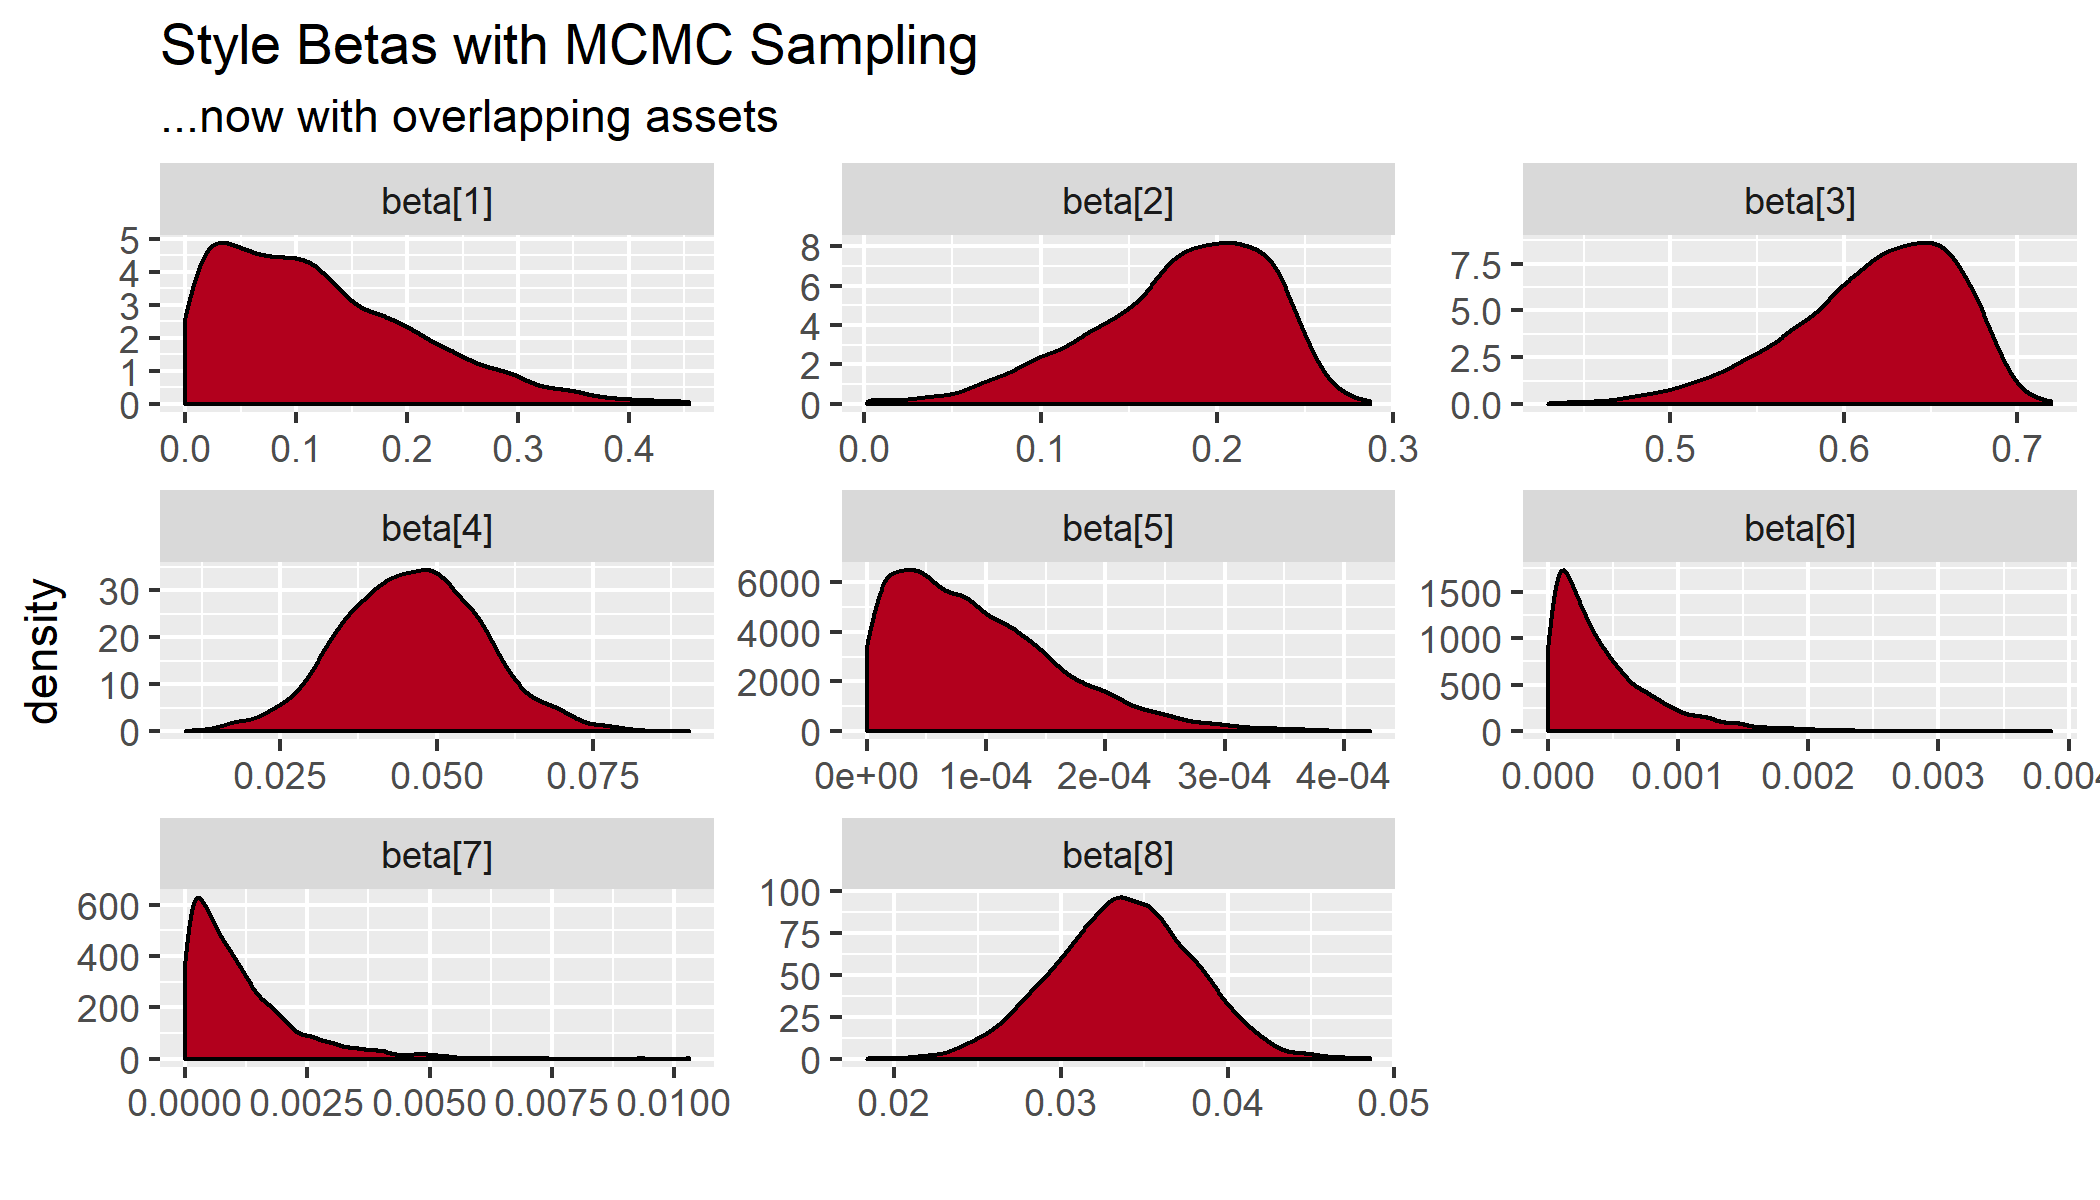 Style Betas with MCMC Sampling
...now with overlapping assets
beta[1] beta[2] beta[3]
5 4 3 2 1 0
8 6 4 2 0
7.5 5.0 2.5 0.0
0.0 0.1 0.2 0.3 0.4
0.0 0.1 0.2 0.3
0.5 0.6 0.7
beta[4] beta[5] beta[6]
density
30 20 10 0
6000 4000 2000 0
1500 1000 500 0
0.025 0.050 0.075
0e+00 1e-04 2e-04 3e-04 4e-04
0.000 0.001 0.002 0.003
beta[7] beta[8]
600 400 200 0
100 75 50 25 0
0.0000 0.0025 0.0050 0.0075 0.0100
0.02 0.03 0.04 0.05